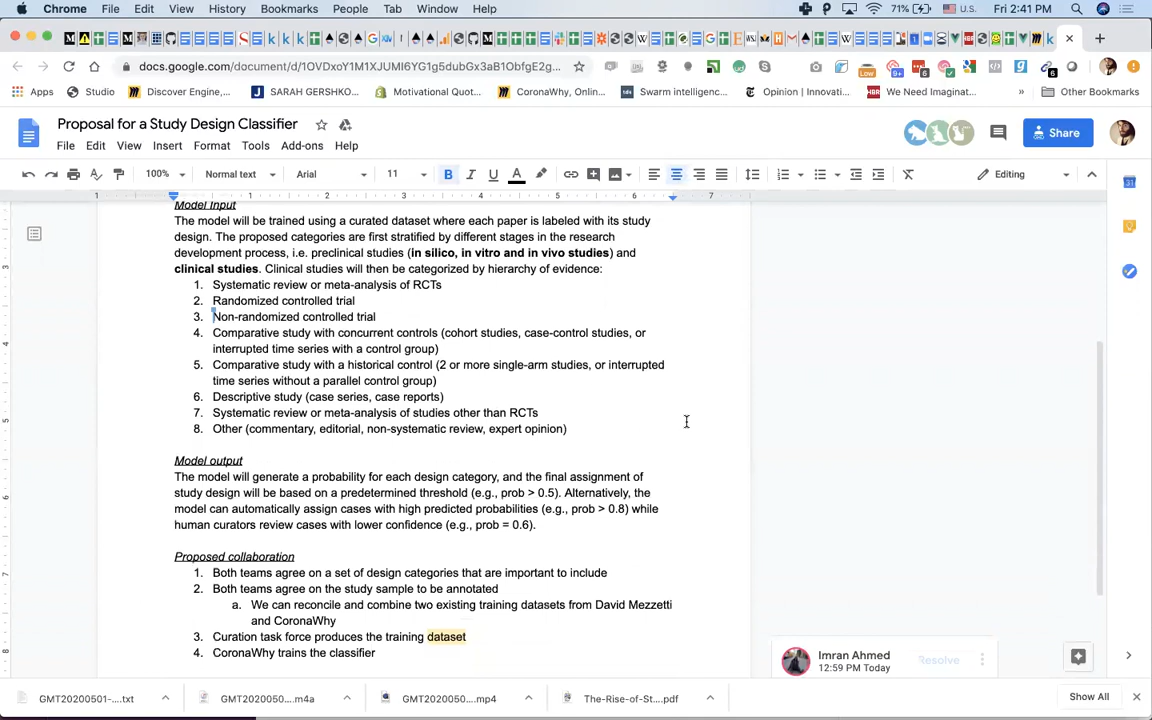 Chrome File Edit View History Bookmarks People Tab Window Help 71% U.S. Fri 2:41 PM
docs.google.com/document/d/1OVDxoY1M1XJUMI6YG1g5dubGx3aB1ObfgE2g...
Apps Studio Discover Engine,... SARAH GERSHKO... Motivational Quot... CoronaWhy, Onlin... Swarm intelligenc... Opinion | Innovati... We Need Imaginat... » Other Bookmarks
Proposal for a Study Design Classifier
Share
File Edit View Insert Format Tools Add-ons Help
100% Normal text Arial 11 B I U A Editing
1 1 2 3 4 5 6 7
Model Input
The model will be trained using a curated dataset where each paper is labeled with its study
design. The proposed categories are first stratified by different stages in the research
development process, i.e. preclinical studies (in silico, in vitro and in vivo studies) and
clinical studies. Clinical studies will then be categorized by hierarchy of evidence:
1. Systematic review or meta-analysis of RCTs
2. Randomized controlled trial
3. Non-randomized controlled trial
4. Comparative study with concurrent controls (cohort studies, case-control studies, or
interrupted time series with a control group)
5. Comparative study with a historical control (2 or more single-arm studies, or interrupted
time series without a parallel control group)
6. Descriptive study (case series, case reports)
7. Systematic review or meta-analysis of studies other than RCTs
8. Other (commentary, editorial, non-systematic review, expert opinion)
Model output
The model will generate a probability for each design category, and the final assignment of
study design will be based on a predetermined threshold (e.g., prob > 0.5). Alternatively, the
model can automatically assign cases with high predicted probabilities (e.g., prob > 0.8) while
human curators review cases with lower confidence (e.g., prob = 0.6).
Proposed collaboration
1. Both teams agree on a set of design categories that are important to include
2. Both teams agree on the study sample to be annotated
a. We can reconcile and combine two existing training datasets from David Mezzetti
and CoronaWhy
3. Curation task force produces the training dataset
4. CoronaWhy trains the classifier
Imran Ahmed
12:59 PM Today
Resolve
GMT20200501-....txt GMT2020050....m4a GMT2020050....mp4 The-Rise-of-St....pdf Show All